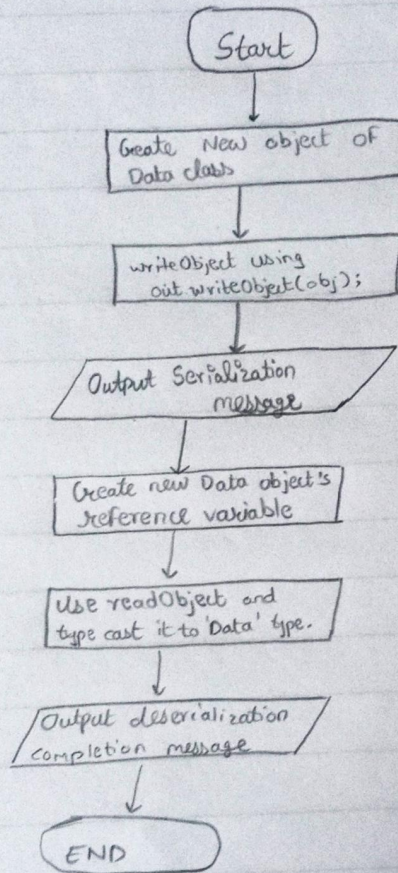 Start
Create New object of
Data class
writeObject using
out writeObject(obj);
Output Serialization
message
Create new Data object's
reference variable
Use readObject and
type cast it to 'Data' type.
Output deserialization
completion message
END